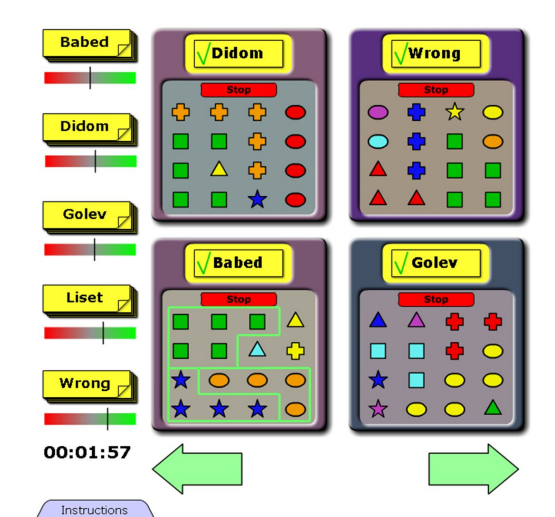 Babed
Didom
Golev
Liset
Wrong
00:01:57
Instructions
Didom
Stop
Wrong
Stop
Babed
Stop
Golev
Stop